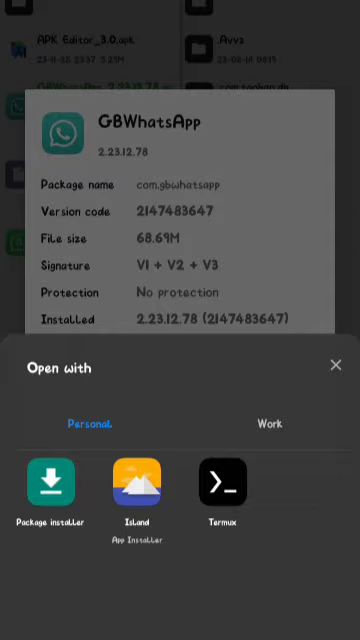 APK Editor_3.0.apk
.Avvz
GBWhatsApp
2.23.12.78
Package name com.gbwhatsapp
Version code 2147483647
File size 68.69M
Signature V1 + V2 + V3
Protection No protection
Installed 2.23.12.78 (2147483647)
Open with
Personal Work
Package installer Island Termux
App Installer